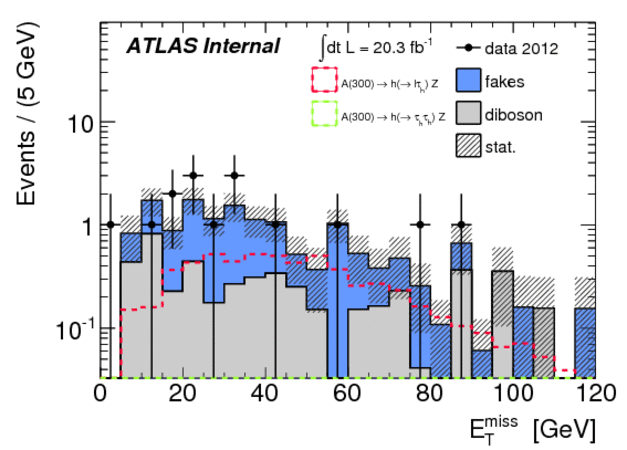 ATLAS Internal
∫dt L = 20.3 fb⁻¹
data 2012
A(300) → h(→ lτₕ) Z
fakes
A(300) → h(→ τₕτₕ) Z
diboson
stat.
Events / (5 GeV)
10
1
10⁻¹
0 20 40 60 80 100 120
E_T^miss [GeV]